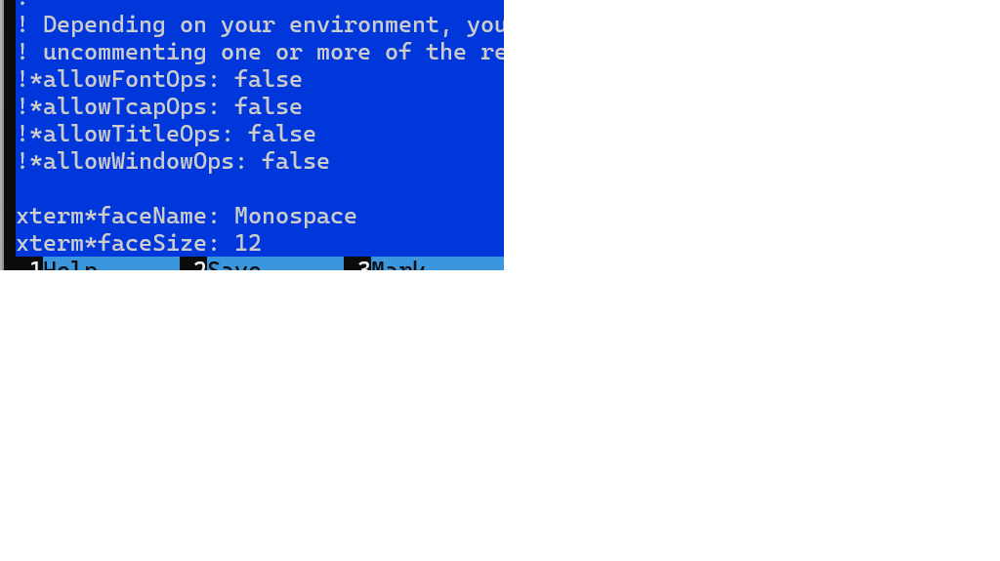 ! Depending on your environment, you
! uncommenting one or more of the re
!*allowFontOps: false
!*allowTcapOps: false
!*allowTitleOps: false
!*allowWindowOps: false
xterm*faceName: Monospace
xterm*faceSize: 12
1Help 2Save 3Mark